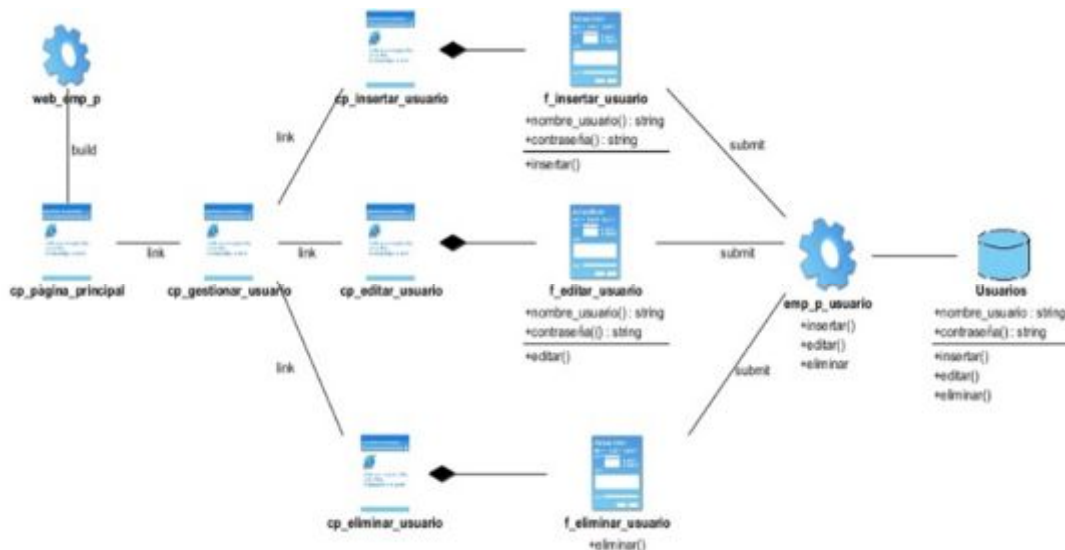 web_emp_p
build
cp_página_principal
link
cp_gestionar_usuario
link
cp_insertar_usuario
f_insertar_usuario
+nombre_usuario() : string
+contraseña() : string
+insertar()
submit
link
cp_editar_usuario
f_editar_usuario
+nombre_usuario() : string
+contraseña() : string
+editar()
submit
link
cp_eliminar_usuario
f_eliminar_usuario
+eliminar()
submit
emp_p_usuario
+insertar()
+editar()
+eliminar
Usuarios
+nombre_usuario : string
+contraseña() : string
+insertar()
+editar()
+eliminar()